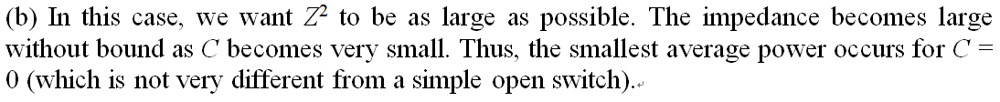 (b) In this case, we want Z² to be as large as possible. The impedance becomes large
without bound as C becomes very small. Thus, the smallest average power occurs for C =
0 (which is not very different from a simple open switch).